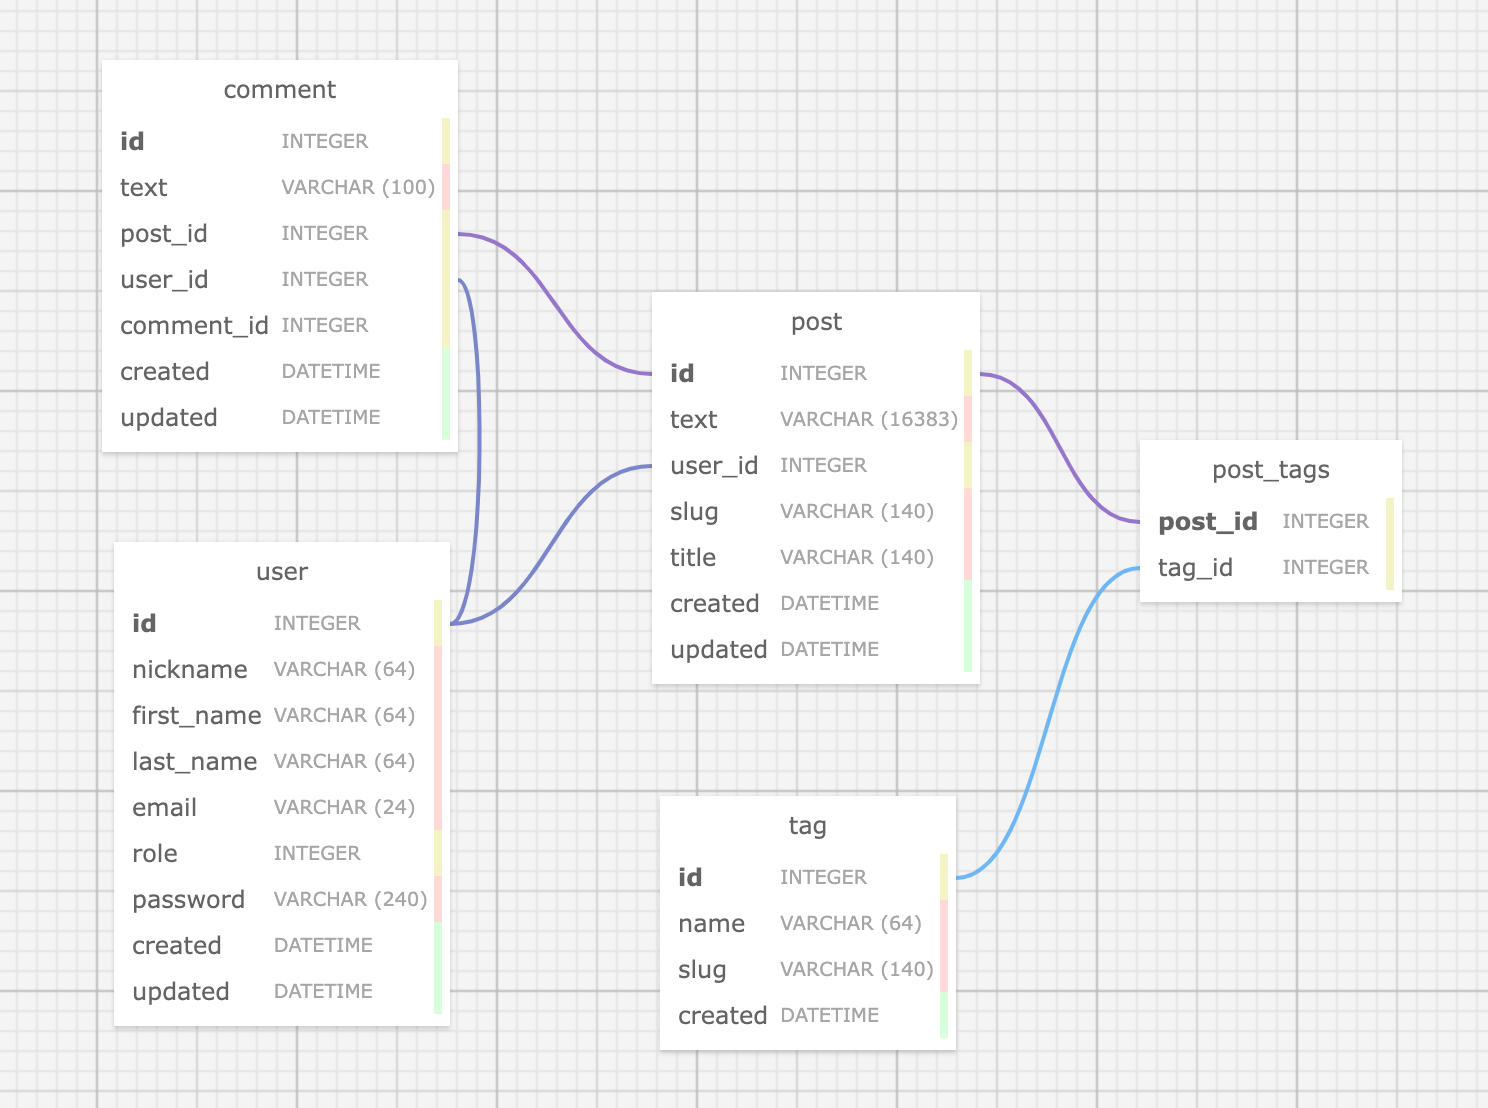 comment
id INTEGER
text VARCHAR (100)
post_id INTEGER
user_id INTEGER
comment_id INTEGER
created DATETIME
updated DATETIME
post
id INTEGER
text VARCHAR (16383)
user_id INTEGER
slug VARCHAR (140)
title VARCHAR (140)
created DATETIME
updated DATETIME
post_tags
post_id INTEGER
tag_id INTEGER
user
id INTEGER
nickname VARCHAR (64)
first_name VARCHAR (64)
last_name VARCHAR (64)
email VARCHAR (24)
role INTEGER
password VARCHAR (240)
created DATETIME
updated DATETIME
tag
id INTEGER
name VARCHAR (64)
slug VARCHAR (140)
created DATETIME